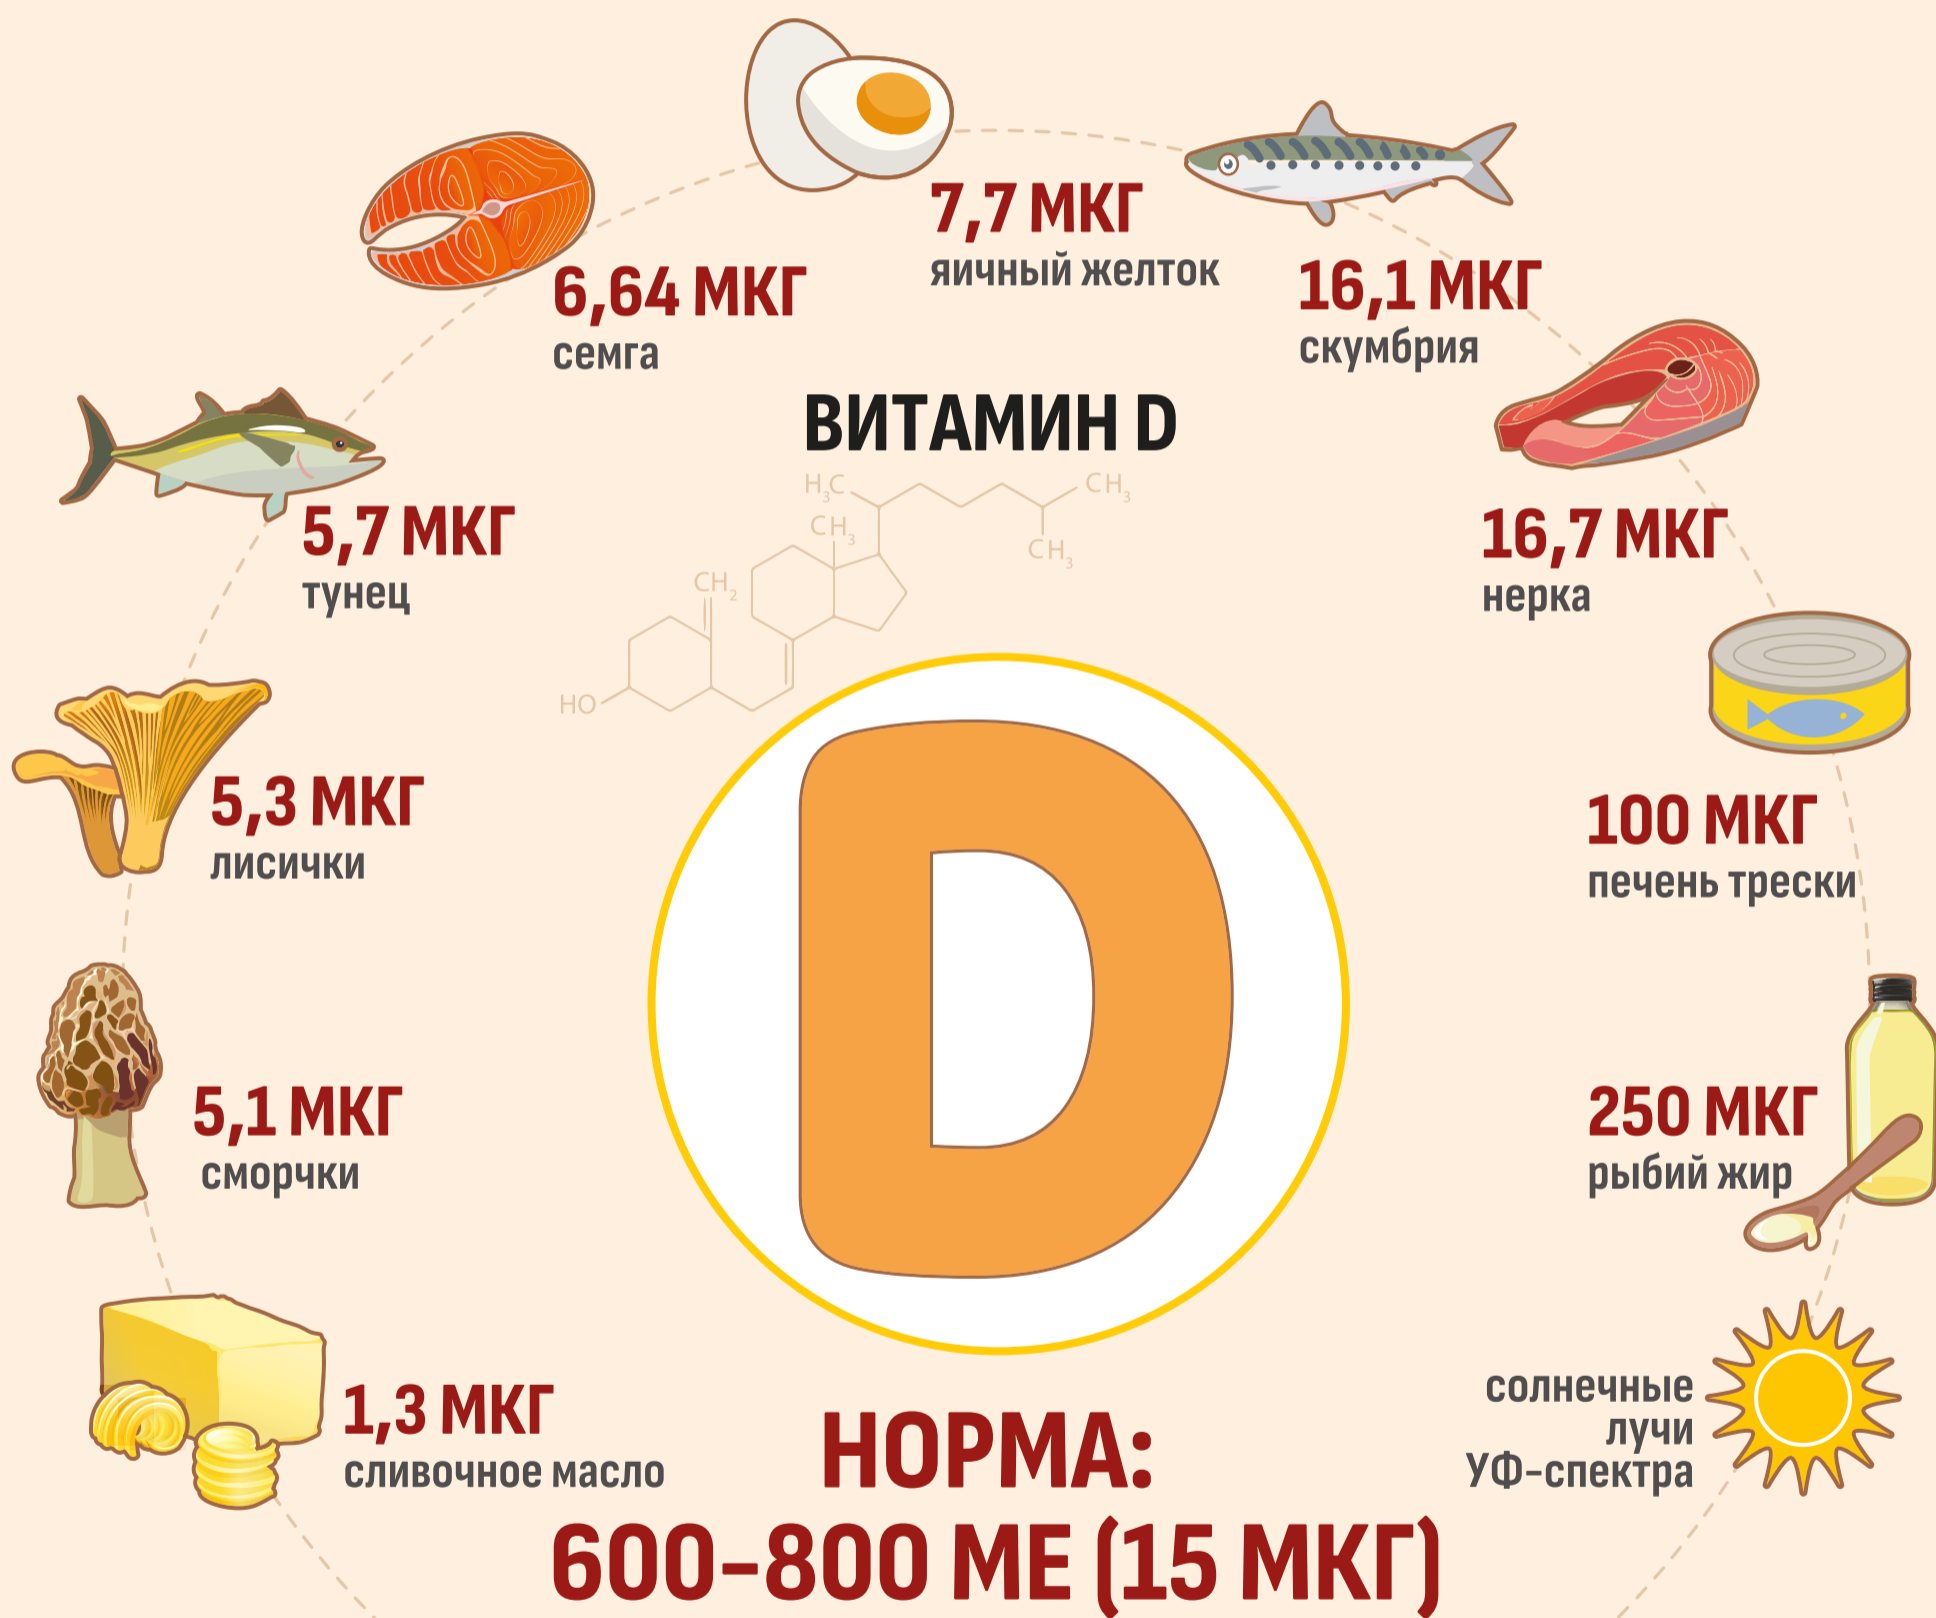 7,7 МКГ
яичный желток
6,64 МКГ
семга
16,1 МКГ
скумбрия
ВИТАМИН D
H₃C
CH₃
CH₃
CH₃
CH₂
HO
5,7 МКГ
тунец
16,7 МКГ
нерка
5,3 МКГ
лисички
100 МКГ
печень трески
D
5,1 МКГ
сморчки
250 МКГ
рыбий жир
1,3 МКГ
сливочное масло
солнечные
лучи
УФ-спектра
НОРМА:
600-800 МЕ (15 МКГ)